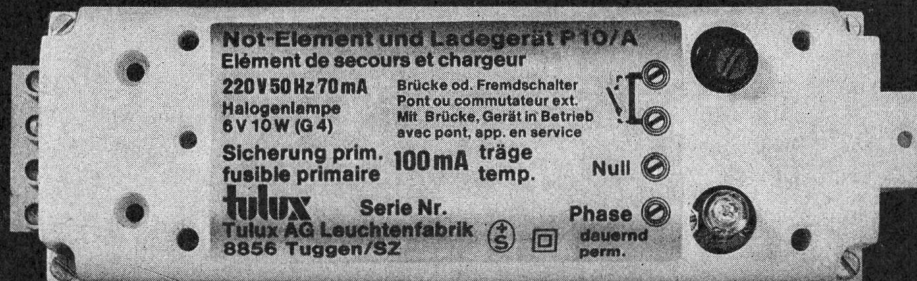 Not-Element und Ladegerät P10/A
Elément de secours et chargeur
220 V 50 Hz 70 mA
Halogenlampe
6 V 10 W (G 4)
Brücke od. Fremdschalter
Pont ou commutateur ext.
Mit Brücke, Gerät in Betrieb
avec pont, app. en service
Sicherung prim.
fusible primaire
100 mA
träge
temp.
Null
tulux
Serie Nr.
Tulux AG Leuchtenfabrik
8856 Tuggen/SZ
+
S
Phase
dauernd
perm.